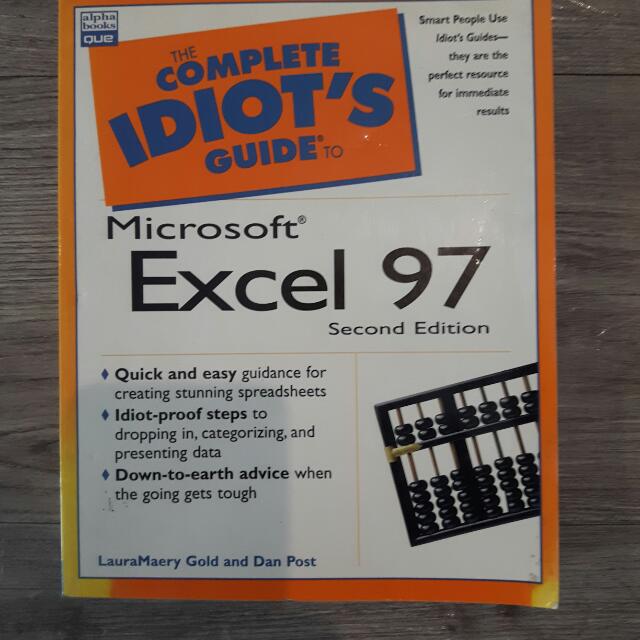 alpha
books
que
THE
COMPLETE
IDIOT'S
GUIDE® TO
Smart People Use
Idiot's Guides—
they are the
perfect resource
for immediate
results
Microsoft®
Excel 97
Second Edition
♦ Quick and easy guidance for
creating stunning spreadsheets
♦ Idiot-proof steps to
dropping in, categorizing, and
presenting data
♦ Down-to-earth advice when
the going gets tough
LauraMaery Gold and Dan Post